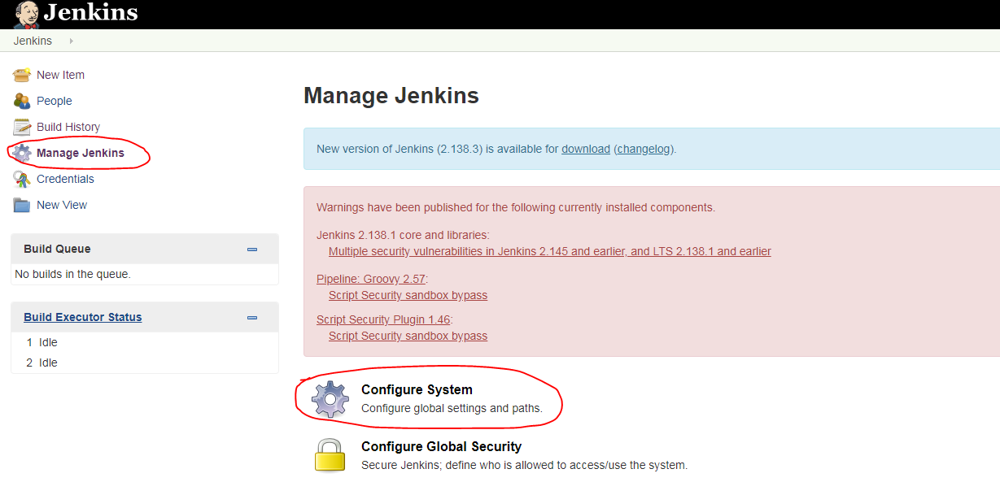 Jenkins
Jenkins
New Item
People
Build History
Manage Jenkins
Credentials
New View
Build Queue
No builds in the queue.
Build Executor Status
1 Idle
2 Idle
Manage Jenkins
New version of Jenkins (2.138.3) is available for download (changelog).
Warnings have been published for the following currently installed components.
Jenkins 2.138.1 core and libraries:
Multiple security vulnerabilities in Jenkins 2.145 and earlier, and LTS 2.138.1 and earlier
Pipeline: Groovy 2.57:
Script Security sandbox bypass
Script Security Plugin 1.46:
Script Security sandbox bypass
Configure System
Configure global settings and paths.
Configure Global Security
Secure Jenkins; define who is allowed to access/use the system.